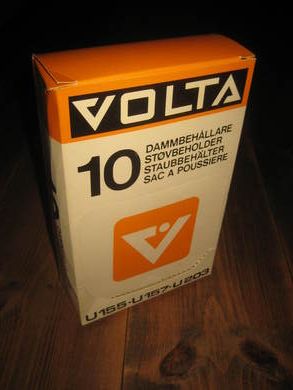 VOLTA
10
DAMMBEHÅLLARE
STØVBEHOLDER
STAUBBEHÄLTER
SAC A POUSSIERE
U155·U157·U203